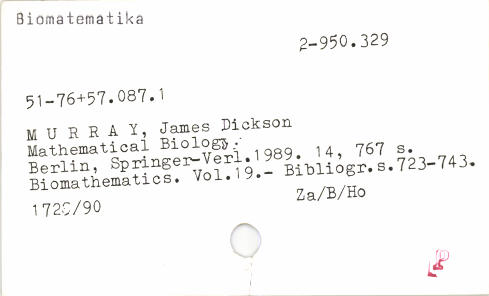 Biomatematika
2-950.329
51-76+57.087.1
M U R R A Y, James Dickson
Mathematical Biology.
Berlin, Springer-Verl.1989. 14, 767 s.
Biomathematics. Vol.19.- Bibliogr.s.723-743.
Za/B/Ho